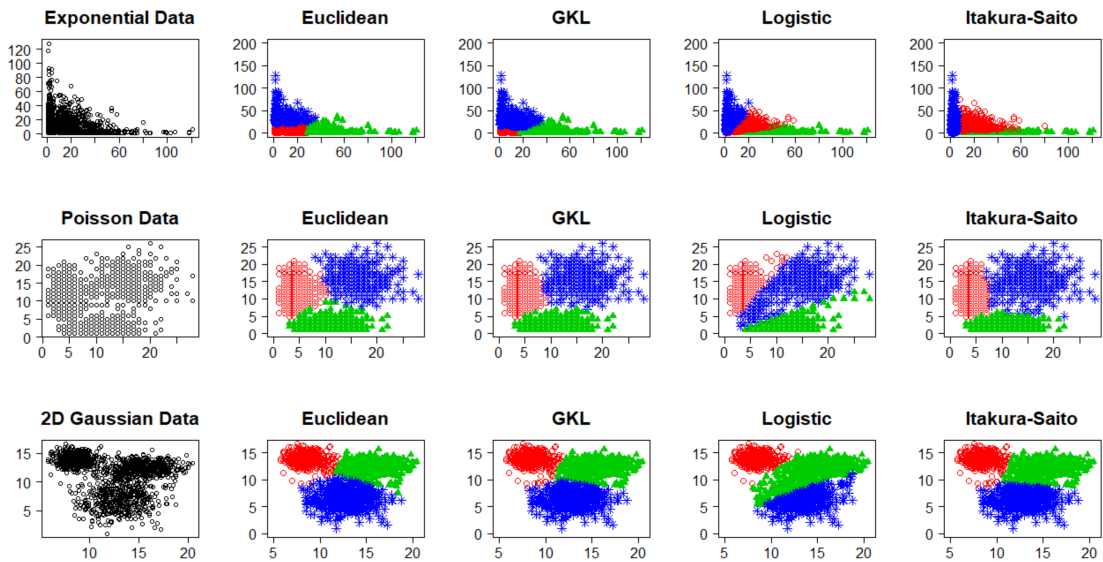 Exponential Data Euclidean GKL Logistic Itakura-Saito
120 200 200 200 200
100 150 150 150 150
80
60 100 100 100 100
40 50 50 50 50
20
0 0 0 0 0
0 20 60 100 0 20 60 100 0 20 60 100 0 20 60 100 0 20 60 100
Poisson Data Euclidean GKL Logistic Itakura-Saito
25 25 25 25 25
20 20 20 20 20
15 15 15 15 15
10 10 10 10 10
5 5 5 5 5
0 0 0 0 0
0 5 10 20 0 5 10 20 0 5 10 20 0 5 10 20 0 5 10 20
2D Gaussian Data Euclidean GKL Logistic Itakura-Saito
15 15 15 15 15
10 10 10 10 10
5 5 5 5 5
0 0 0 0
10 15 20 5 10 15 20 5 10 15 20 5 10 15 20 5 10 15 20